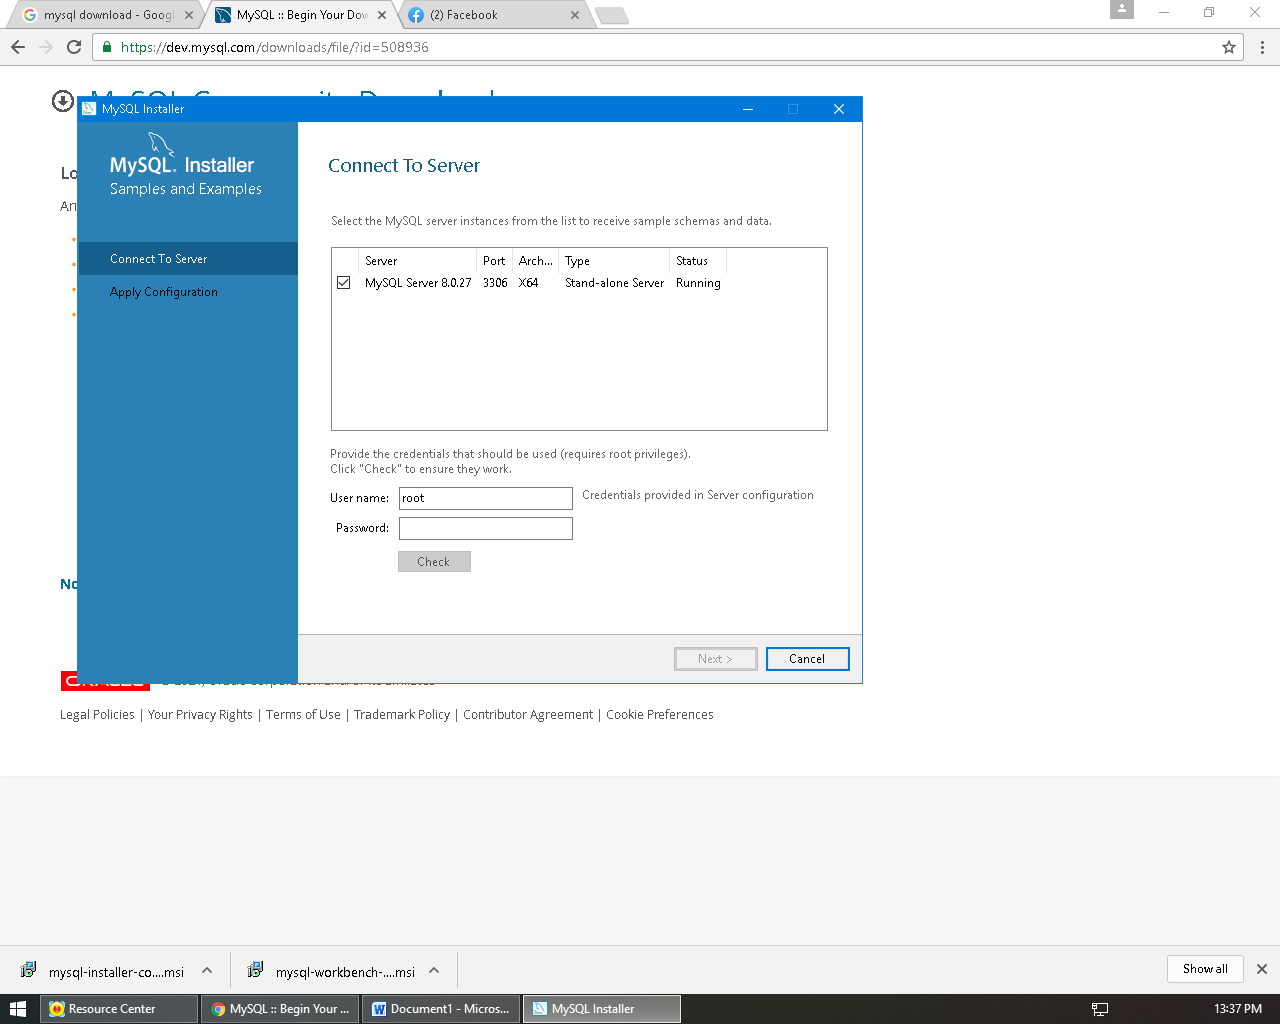 mysql download - Googl
MySQL :: Begin Your Dow
(2) Facebook
https://dev.mysql.com/downloads/file/?id=508936
MySQL Installer
MySQL Installer
Samples and Examples
Connect To Server
Apply Configuration
Connect To Server
Select the MySQL server instances from the list to receive sample schemas and data.
Server Port Arch... Type Status
MySQL Server 8.0.27 3306 X64 Stand-alone Server Running
Provide the credentials that should be used (requires root privileges).
Click "Check" to ensure they work.
User name: root Credentials provided in Server configuration
Password:
Check
Next > Cancel
Lo
An
No
Legal Policies | Your Privacy Rights | Terms of Use | Trademark Policy | Contributor Agreement | Cookie Preferences
mysql-installer-co....msi
mysql-workbench-....msi
Show all
Resource Center
MySQL :: Begin Your ...
Document1 - Micros...
MySQL Installer
13:37 PM